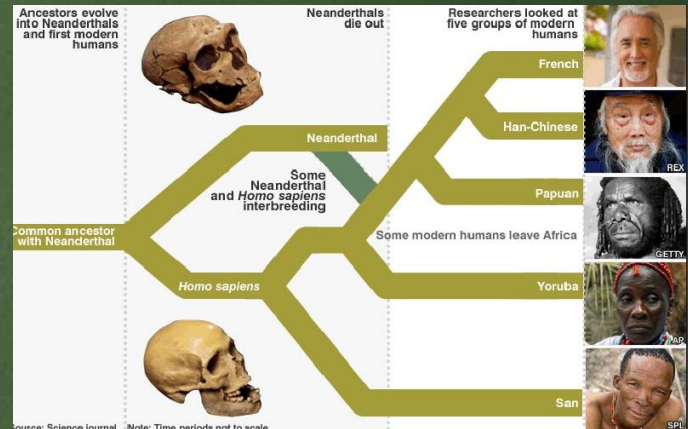 Ancestors evolve
into Neanderthals
and first modern
humans
Neanderthals
die out
Researchers looked at
five groups of modern
humans
French
Han-Chinese
REX
Neanderthal
Some
Neanderthal
and Homo sapiens
interbreeding
Papuan
GETTY
Common ancestor
with Neanderthal
Some modern humans leave Africa
Homo sapiens
Yoruba
AP
San
SPL
Source: Science journal Note: Time periods not to scale